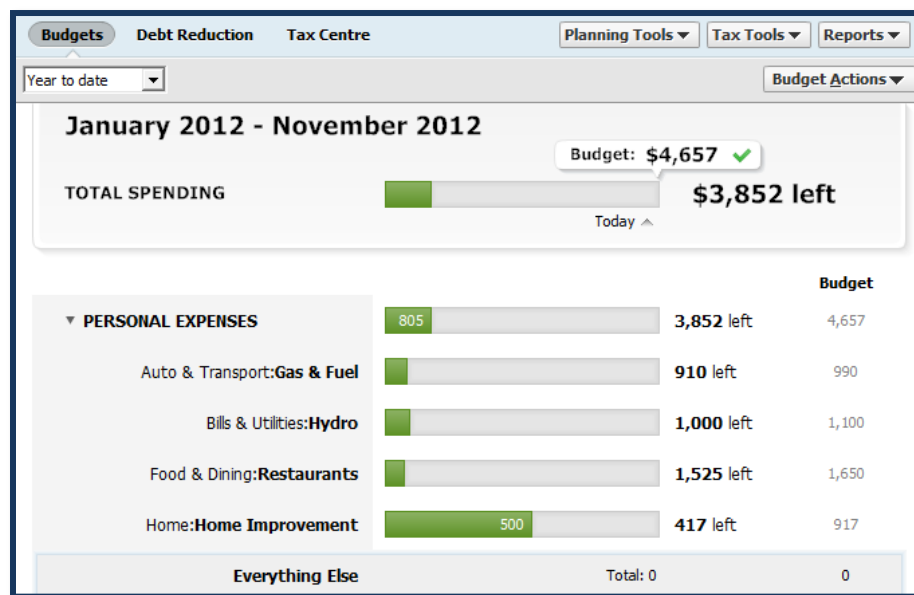 Budgets Debt Reduction Tax Centre Planning Tools Tax Tools Reports
Year to date Budget Actions
January 2012 - November 2012
Budget: $4,657
TOTAL SPENDING $3,852 left
Today
Budget
PERSONAL EXPENSES 805 3,852 left 4,657
Auto & Transport:Gas & Fuel 910 left 990
Bills & Utilities:Hydro 1,000 left 1,100
Food & Dining:Restaurants 1,525 left 1,650
Home:Home Improvement 500 417 left 917
Everything Else Total: 0 0